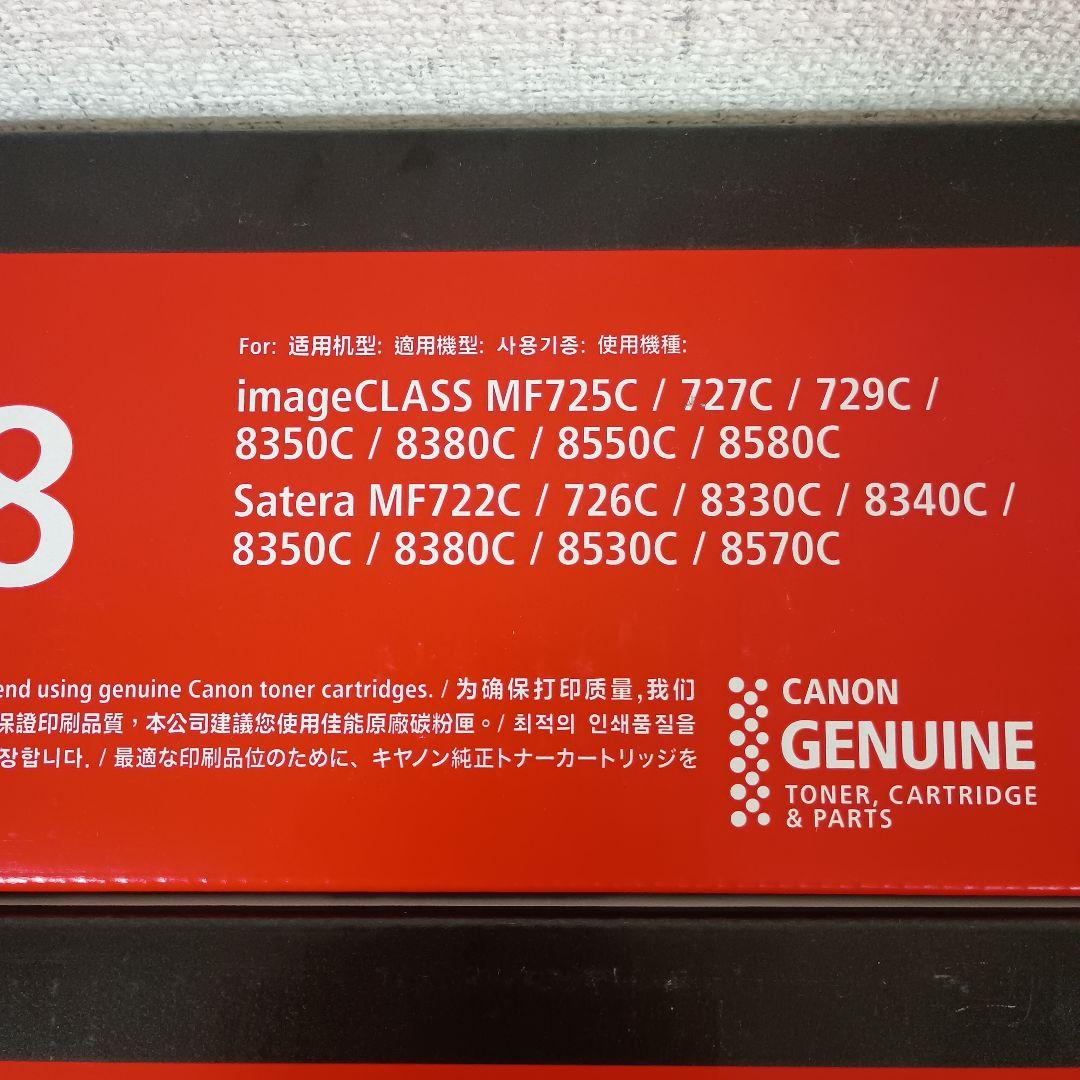 8
For: 适用机型: 適用機型: 사용기종: 使用機種:
imageCLASS MF725C / 727C / 729C /
8350C / 8380C / 8550C / 8580C
Satera MF722C / 726C / 8330C / 8340C /
8350C / 8380C / 8530C / 8570C
end using genuine Canon toner cartridges. / 为确保打印质量,我们
保證印刷品質，本公司建議您使用佳能原廠碳粉匣。/ 최적의 인쇄품질을
장합니다. / 最適な印刷品位のために、キヤノン純正トナーカートリッジを
CANON
GENUINE
TONER, CARTRIDGE
& PARTS